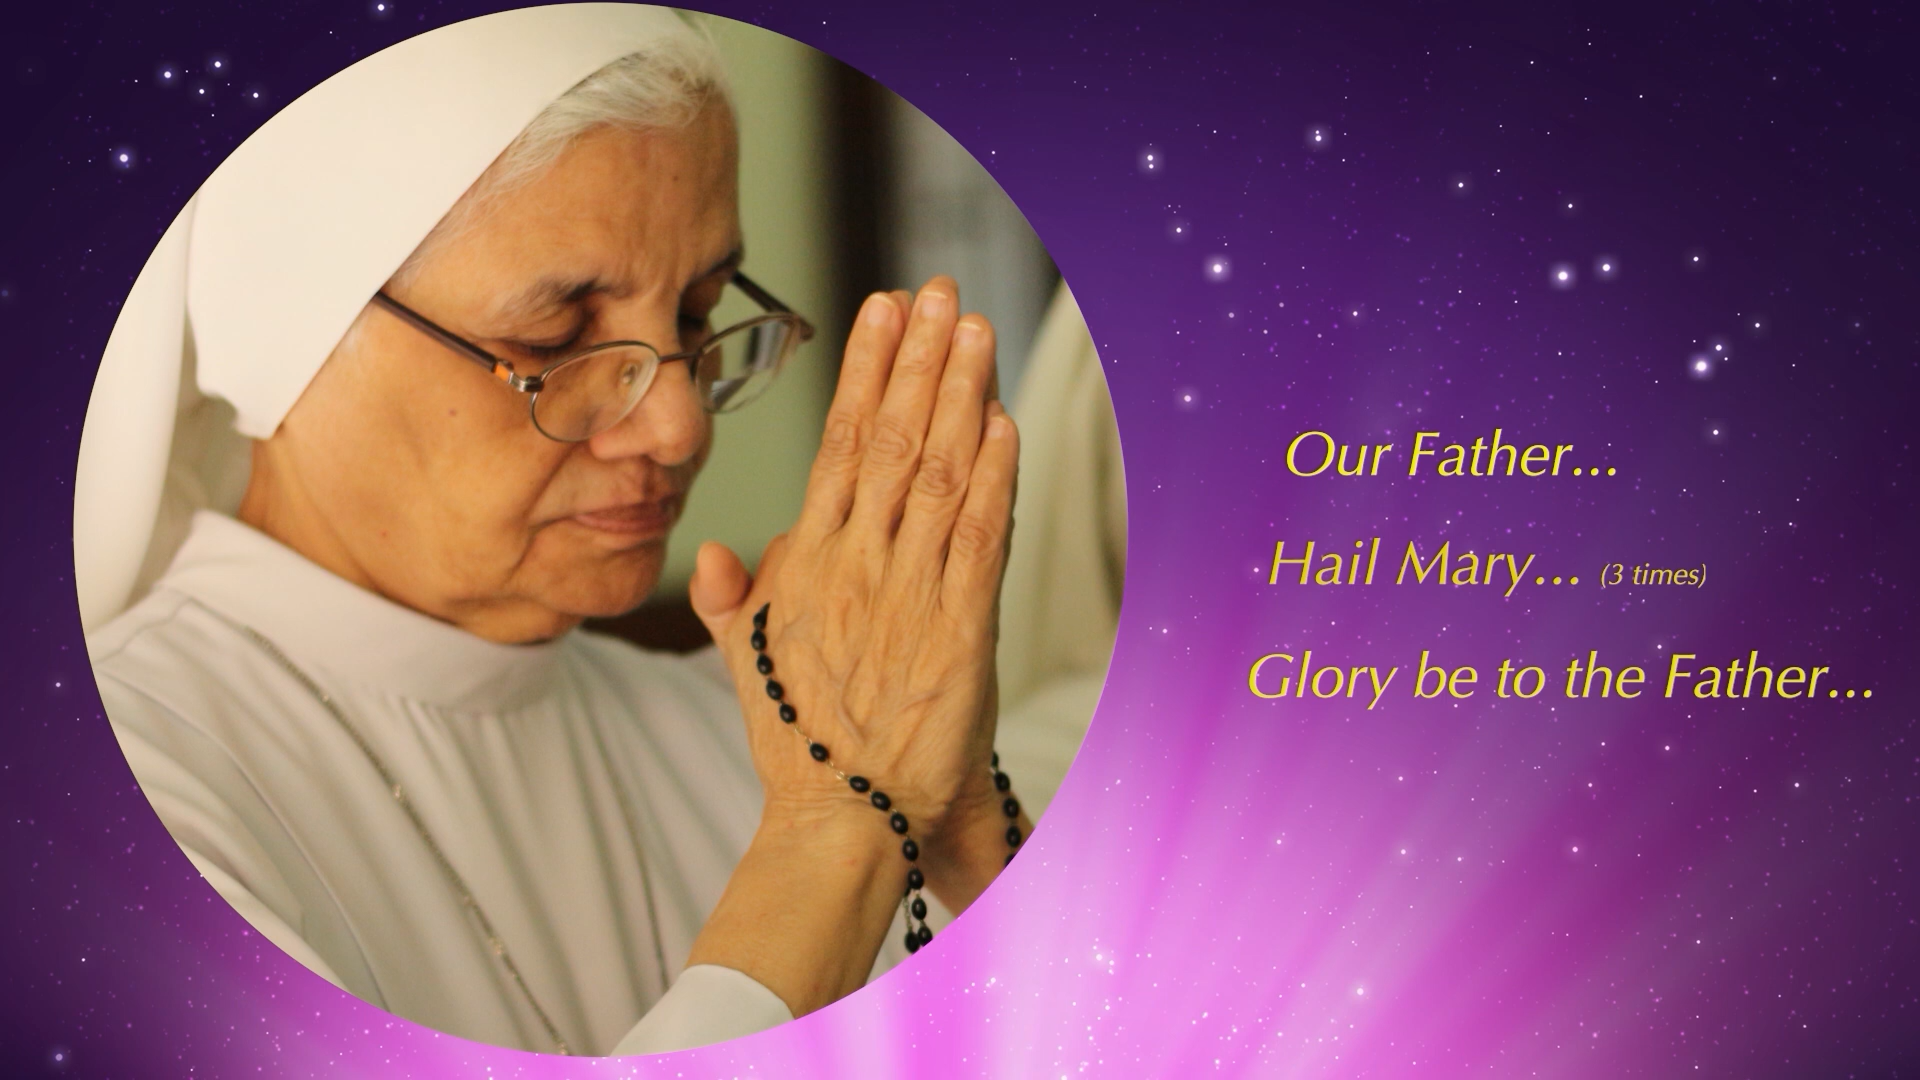 Our Father...
Hail Mary... (3 times)
Glory be to the Father...